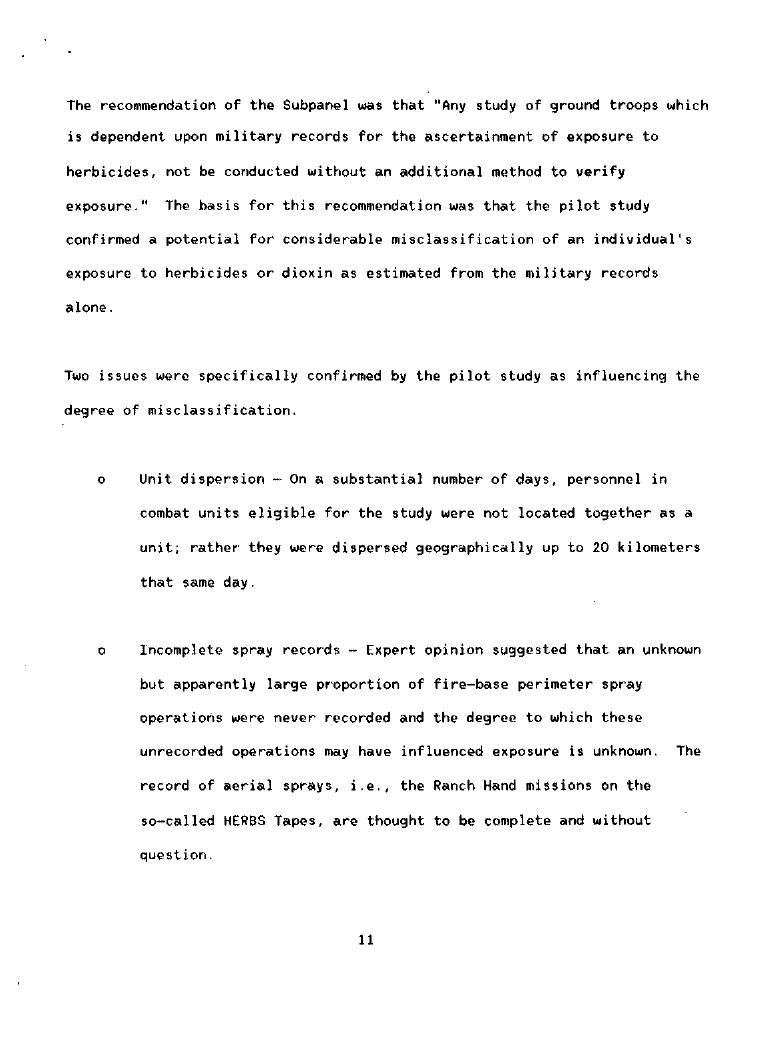 The recommendation of the Subpanel was that "Any study of ground troops which
is dependent upon military records for the ascertainment of exposure to
herbicides, not be conducted without an additional method to verify
exposure." The basis for this recommendation was that the pilot study
confirmed a potential for considerable misclassification of an individual's
exposure to herbicides or dioxin as estimated from the military records
alone.
Two issues were specifically confirmed by the pilot study as influencing the
degree of misclassification.
o Unit dispersion - On a substantial number of days, personnel in
combat units eligible for the study were not located together as a
unit; rather they were dispersed geographically up to 20 kilometers
that same day.
o Incomplete spray records - Expert opinion suggested that an unknown
but apparently large proportion of fire-base perimeter spray
operations were never recorded and the degree to which these
unrecorded operations may have influenced exposure is unknown. The
record of aerial sprays, i.e., the Ranch Hand missions on the
so-called HERBS Tapes, are thought to be complete and without
question.
11